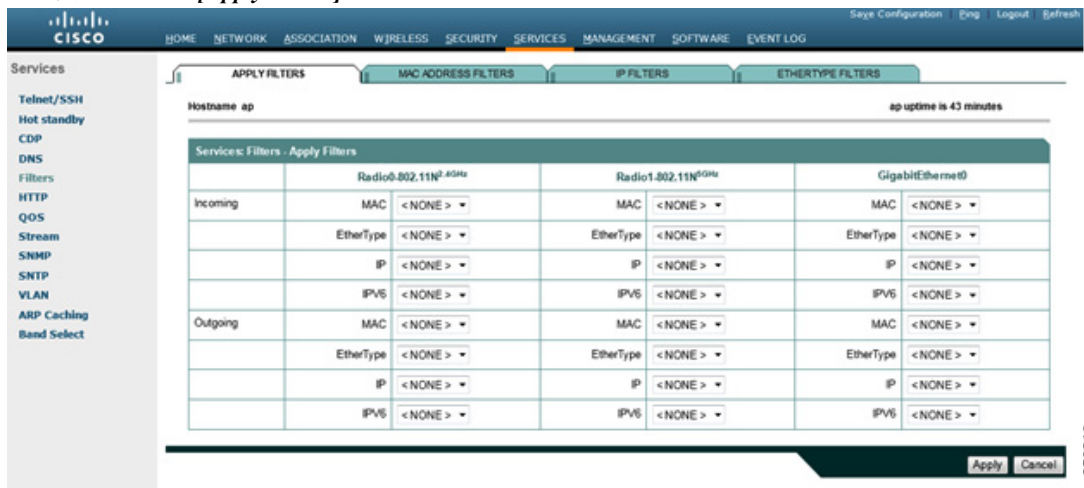 Save Configuration | Ping | Logout | Refresh
CISCO
HOME NETWORK ASSOCIATION WIRELESS SECURITY SERVICES MANAGEMENT SOFTWARE EVENT LOG
Services
Telnet/SSH
Hot standby
CDP
DNS
Filters
HTTP
QOS
Stream
SNMP
SNTP
VLAN
ARP Caching
Band Select
APPLY FILTERS MAC ADDRESS FILTERS IP FILTERS ETHERTYPE FILTERS
Hostname ap ap uptime is 43 minutes
Services: Filters - Apply Filters
Radio0-802.11N2.4GHz Radio1-802.11N5GHz GigabitEthernet0
Incoming MAC < NONE > MAC < NONE > MAC < NONE >
EtherType < NONE > EtherType < NONE > EtherType < NONE >
IP < NONE > IP < NONE > IP < NONE >
IPV6 < NONE > IPV6 < NONE > IPV6 < NONE >
Outgoing MAC < NONE > MAC < NONE > MAC < NONE >
EtherType < NONE > EtherType < NONE > EtherType < NONE >
IP < NONE > IP < NONE > IP < NONE >
IPV6 < NONE > IPV6 < NONE > IPV6 < NONE >
Apply Cancel